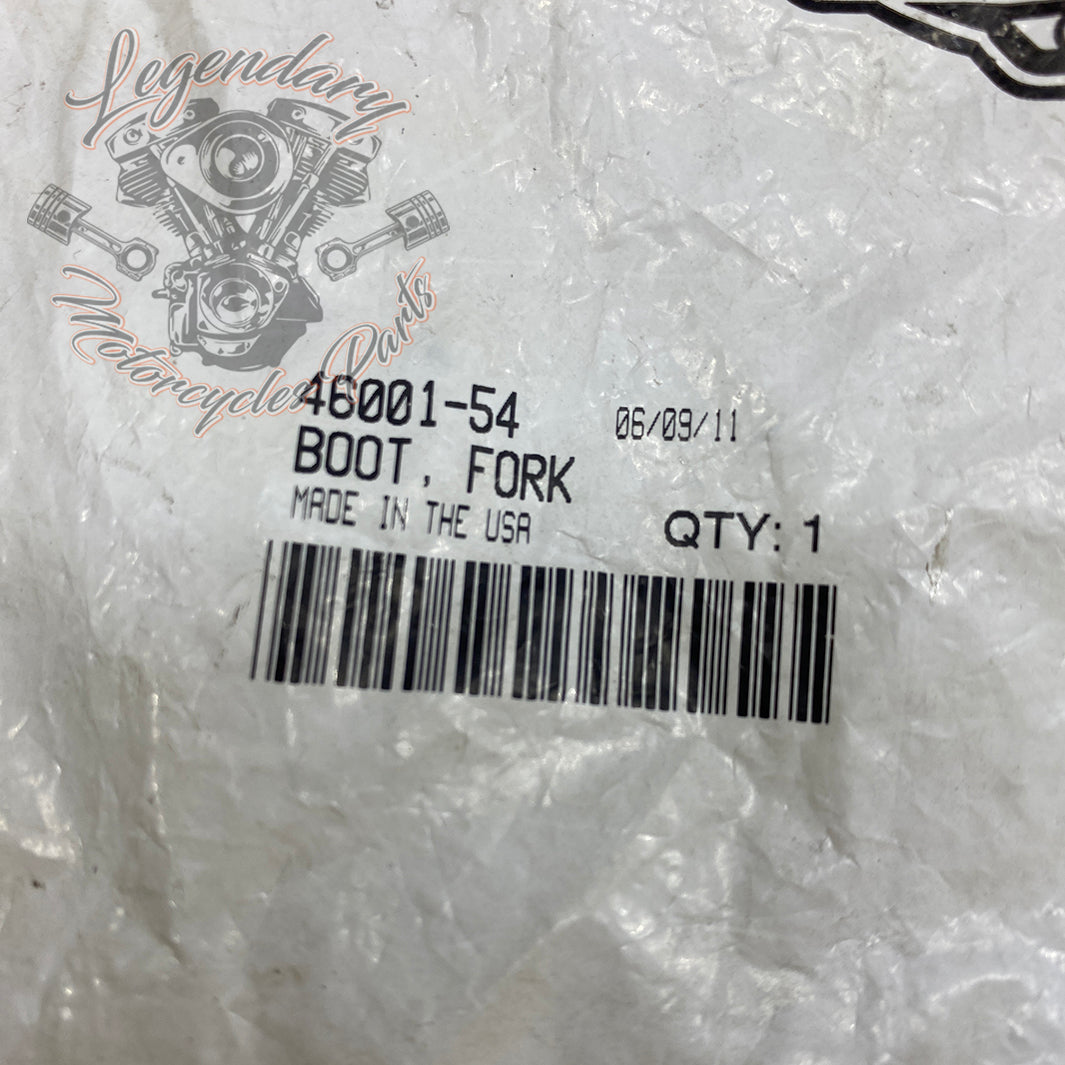 Legendary
Motorcycles Parts
46001-54
06/09/11
BOOT, FORK
MADE IN THE USA
QTY: 1